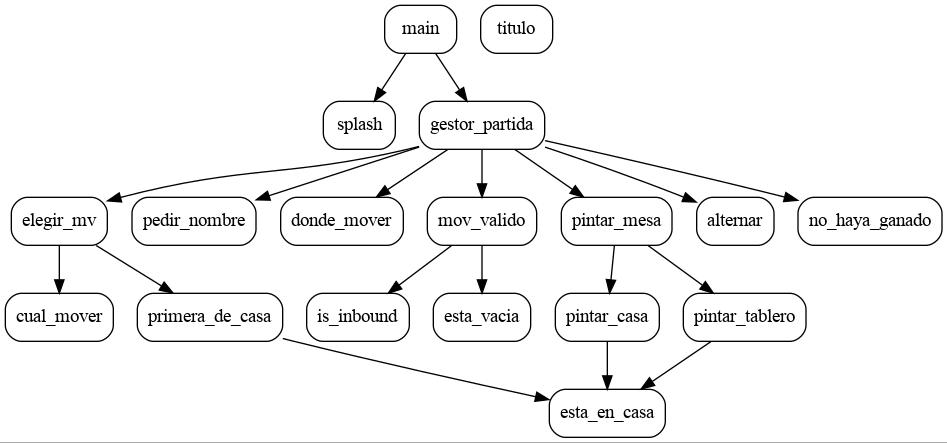 main
titulo
splash
gestor_partida
elegir_mv
pedir_nombre
donde_mover
mov_valido
pintar_mesa
alternar
no_haya_ganado
cual_mover
primera_de_casa
is_inbound
esta_vacia
pintar_casa
pintar_tablero
esta_en_casa